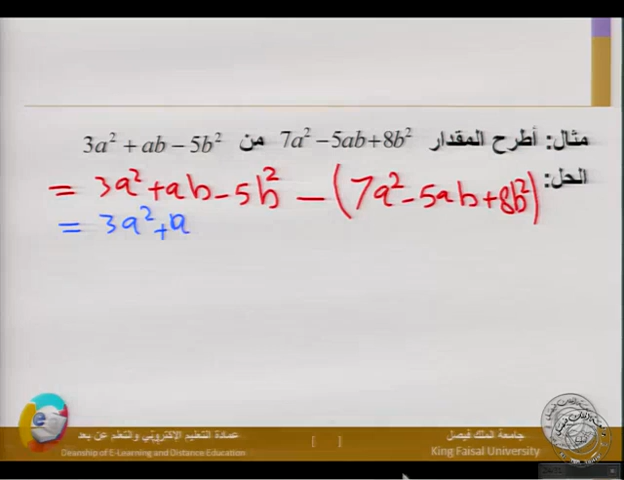 مثال: أطرح المقدار 7a² − 5ab + 8b² من 3a² + ab − 5b²
الحل:
= 3a² + ab − 5b² − (7a² − 5ab + 8b²)
= 3a² + a
عمادة التعليم الإلكتروني والتعلم عن بعد
Deanship of E-Learning and Distance Education
[ ]
جامعة الملك فيصل
King Faisal University